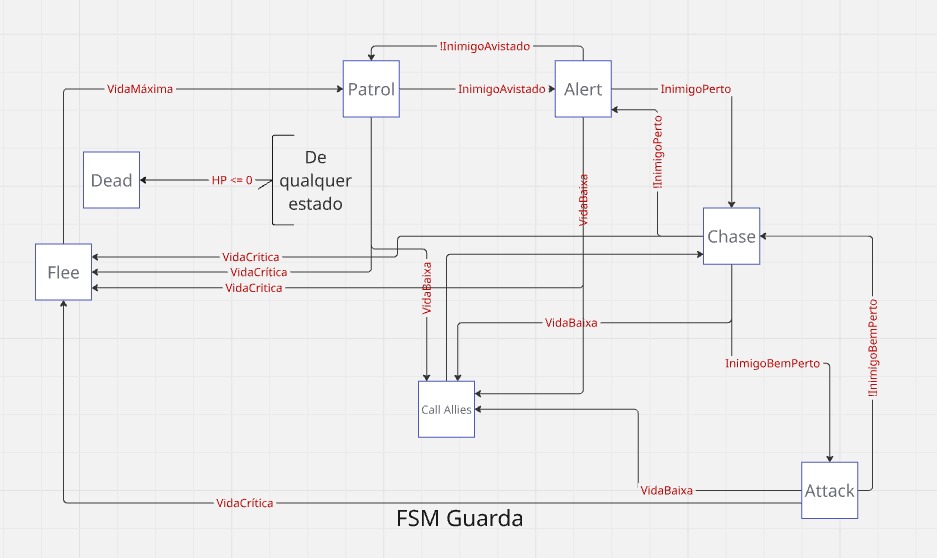 !InimigoAvistado
VidaMáxima
Patrol
InimigoAvistado
Alert
InimigoPerto
!InimigoPerto
De
qualquer
estado
Dead
HP <= 0
VidaBaixa
Chase
Flee
VidaCritica
VidaCrítica
VidaCritica
VidaBaixa
VidaBaixa
!InimigoBemPerto
InimigoBemPerto
Call Allies
VidaBaixa
Attack
VidaCrítica
FSM Guarda